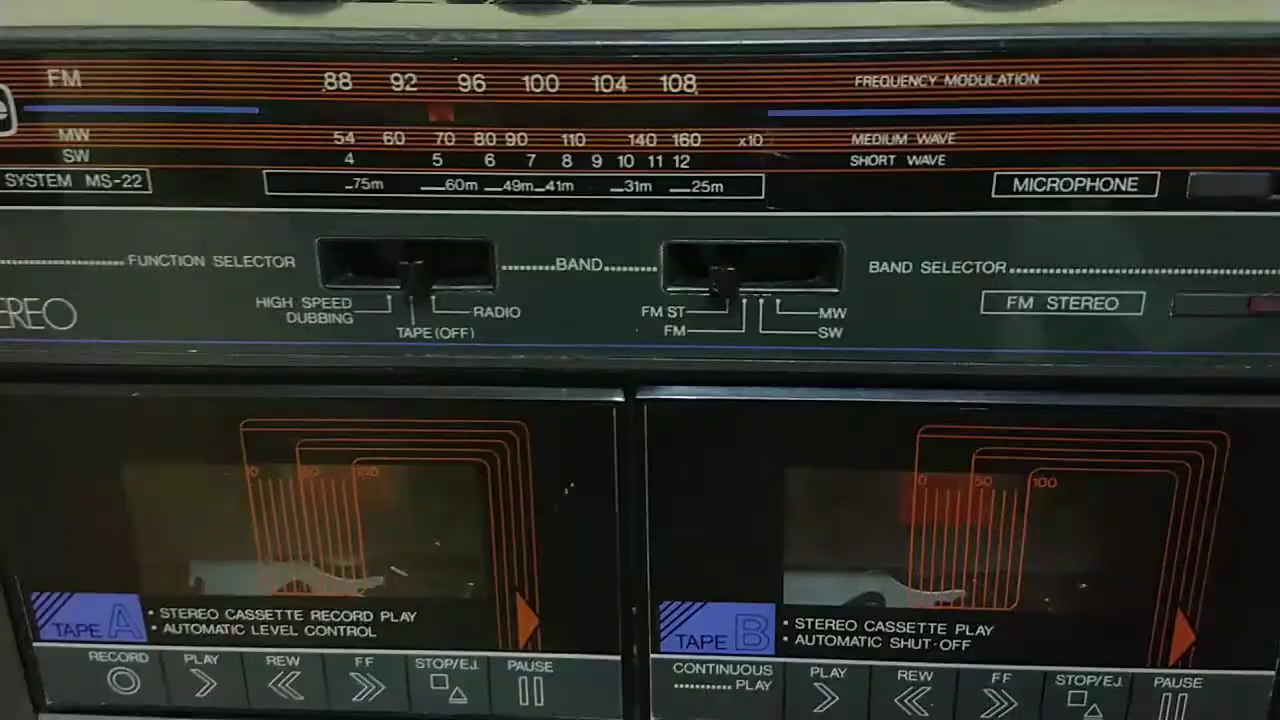 FM 88 92 96 100 104 108 FREQUENCY MODULATION
MW 54 60 70 80 90 110 140 160 x10 MEDIUM WAVE
SW 4 5 6 7 8 9 10 11 12 SHORT WAVE
SYSTEM MS-22 75m 60m 49m 41m 31m 25m MICROPHONE
FUNCTION SELECTOR BAND BAND SELECTOR
HIGH SPEED DUBBING
TAPE (OFF)
RADIO
FM ST
FM
MW
SW
FM STEREO
EREO
0 50 100
0 50 100
TAPE A
• STEREO CASSETTE RECORD PLAY
• AUTOMATIC LEVEL CONTROL
RECORD PLAY REW FF STOP/EJ. PAUSE
TAPE B
• STEREO CASSETTE PLAY
• AUTOMATIC SHUT-OFF
CONTINUOUS PLAY PLAY REW FF STOP/EJ. PAUSE